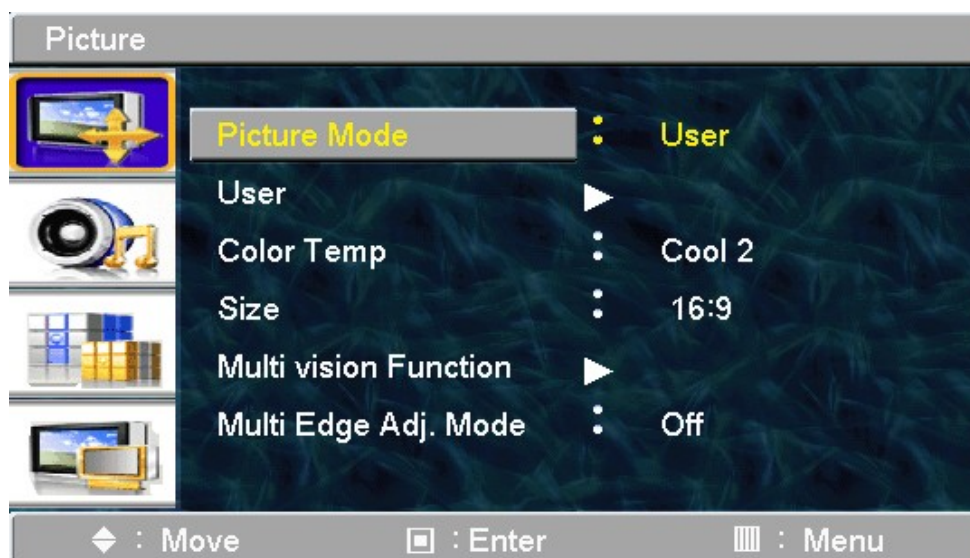 Picture
Picture Mode : User
User
Color Temp : Cool 2
Size : 16:9
Multi vision Function
Multi Edge Adj. Mode : Off
: Move : Enter : Menu